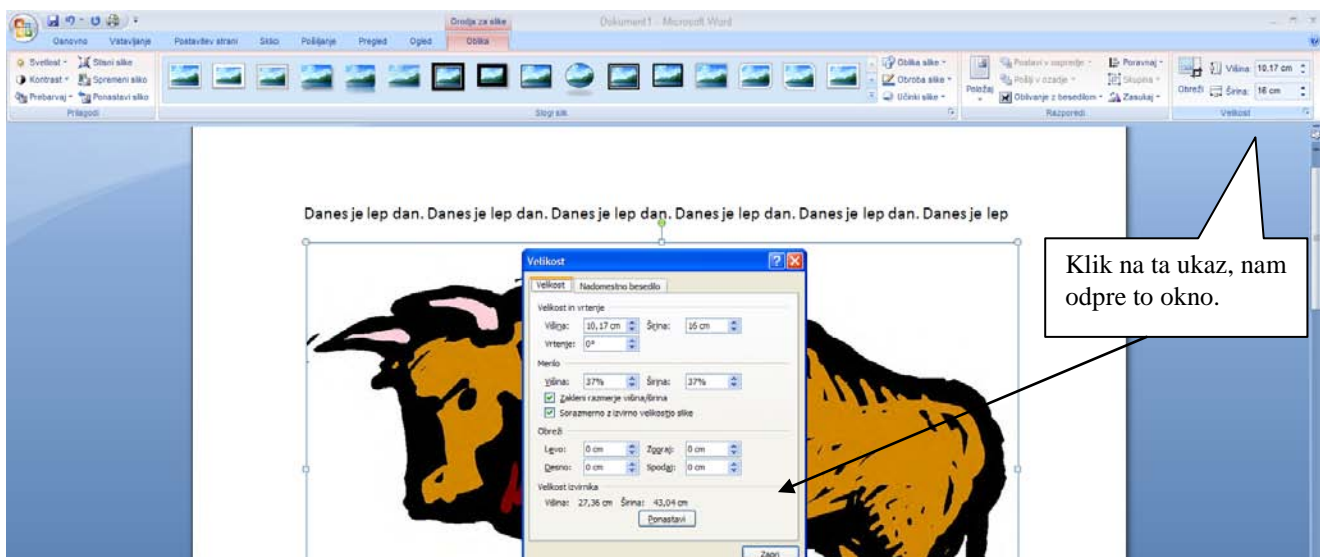 Orodja za slike Dokument1 - Microsoft Word
Osnovno Vstavljanje Postavitev strani Sklici Pošiljanje Pregled Ogled Oblika
Svetlost Stisni sliko
Kontrast Spremeni sliko
Prebarvaj Ponastavi sliko
Prilagodi
Slogi slik
Oblika slike
Obroba slike
Učinki slike
Položaj
Postavi v ospredje Poravnaj
Pošlji v ozadje Skupina
Oblivanje z besedilom Zasukaj
Razporedi
Obreži
Višina: 10,17 cm
Širina: 16 cm
Velikost
Danes je lep dan. Danes je lep dan. Danes je lep dan. Danes je lep dan. Danes je lep dan. Danes je lep
Klik na ta ukaz, nam
odpre to okno.
Velikost
Velikost Nadomestno besedilo
Velikost in vrtenje
Višina: 10,17 cm Širina: 16 cm
Vrtenje: 0°
Merilo
Višina: 37% Širina: 37%
Zakleni razmerje višina/širina
Sorazmerno z izvirno velikostjo slike
Obreži
Levo: 0 cm Zgoraj: 0 cm
Desno: 0 cm Spodaj: 0 cm
Velikost izvirnika
Višina: 27,36 cm Širina: 43,04 cm
Ponastavi
Zapri